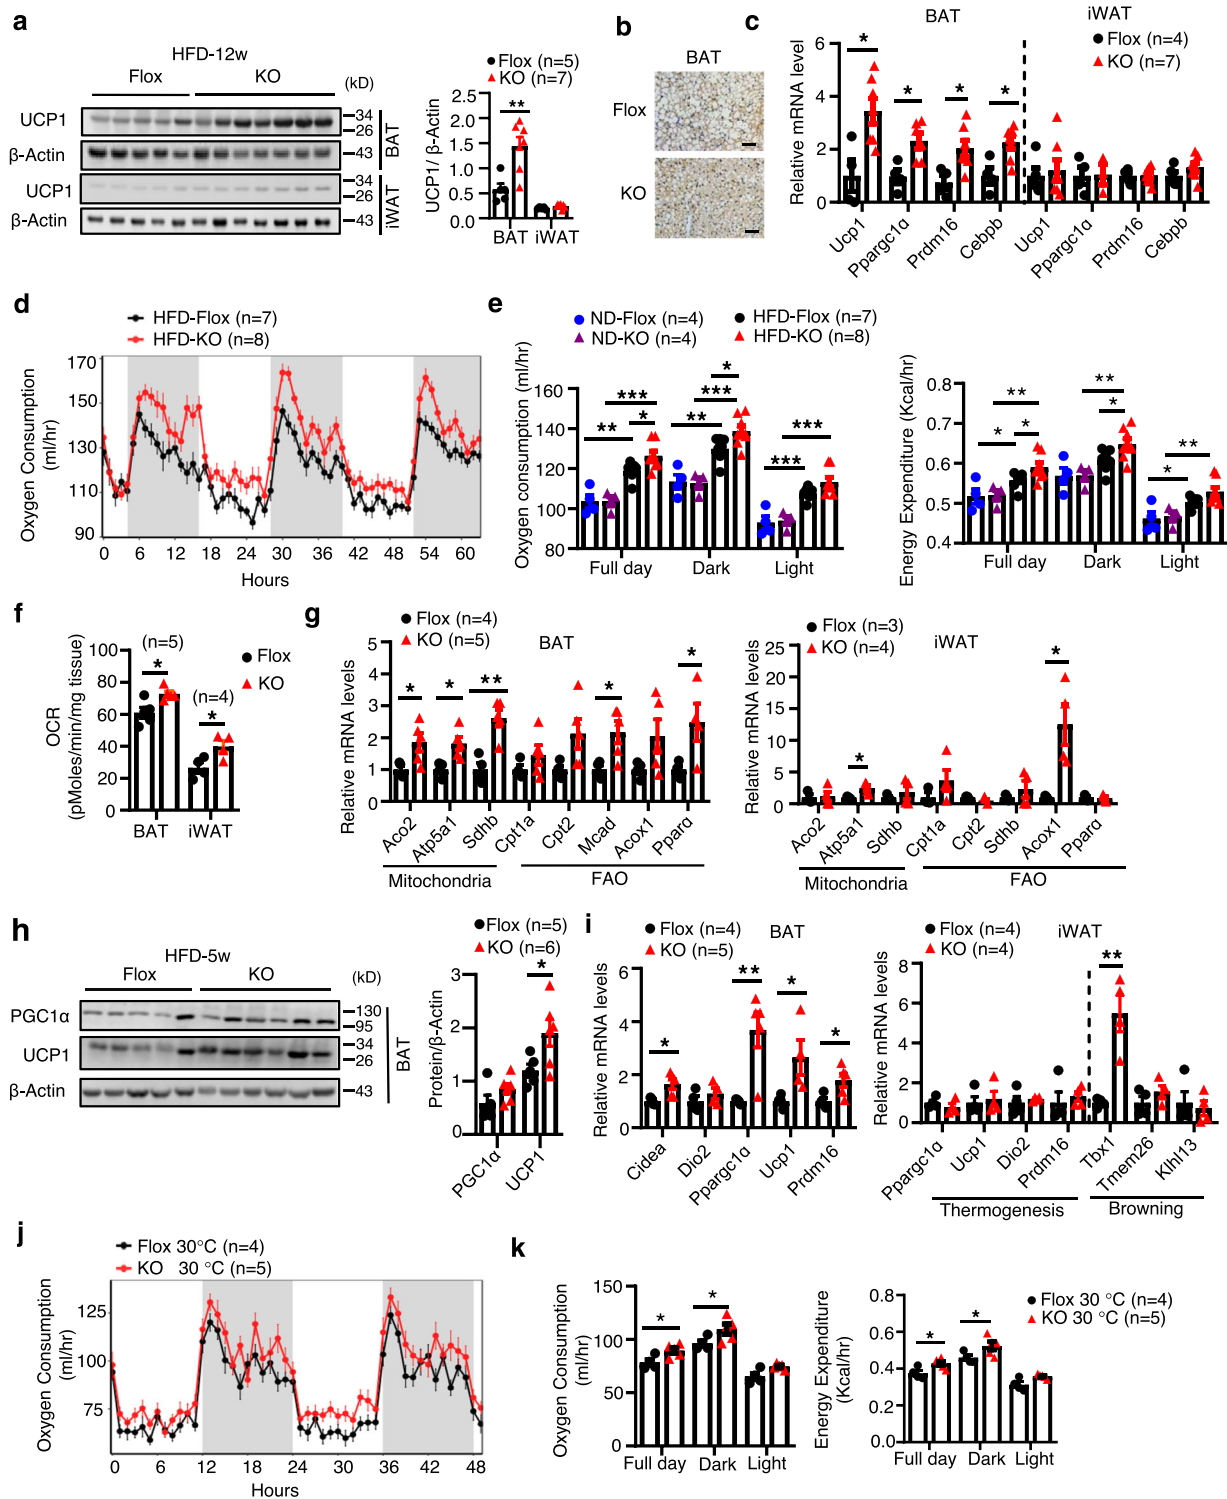 a
HFD-12w
Flox KO (kD)
UCP1
34
26
β-Actin
43
BAT
UCP1
34
26
β-Actin
43
iWAT
Flox (n=5)
KO (n=7)
UCP1/ β-Actin
2.5
2.0
1.5
1.0
0.5
0.0
**
BAT iWAT
b
BAT
Flox
KO
c
BAT iWAT
Flox (n=4)
KO (n=7)
Relative mRNA level
6
4
2
0
* * * *
Ucp1 Ppargc1α Prdm16 Cebpb Ucp1 Ppargc1α Prdm16 Cebpb
d
HFD-Flox (n=7)
HFD-KO (n=8)
Oxygen Consumption
(ml/hr)
170
150
130
110
90
0 6 12 18 24 30 36 42 48 54 60
Hours
e
ND-Flox (n=4) HFD-Flox (n=7)
ND-KO (n=4) HFD-KO (n=8)
Oxygen consumption (ml/hr)
160
140
120
100
80
** *** * ** *** * *** ***
Full day Dark Light
Energy Expenditure (Kcal/hr)
0.8
0.7
0.6
0.5
0.4
* ** * ** * * **
Full day Dark Light
f
OCR
(pMoles/min/mg tissue)
100
80
60
40
20
0
(n=5)
*
(n=4)
*
Flox
KO
BAT iWAT
g
Flox (n=4)
KO (n=5)
BAT
Relative mRNA levels
5
4
3
2
1
0
* * ** * *
Aco2 Atp5a1 Sdhb Cpt1a Cpt2 Mcad Acox1 Pparα
Mitochondria FAO
Flox (n=3)
KO (n=4)
iWAT
Relative mRNA levels
25
20
15
10
5
0
* *
Aco2 Atp5a1 Sdhb Cpt1a Cpt2 Sdhb Acox1 Pparα
Mitochondria FAO
h
HFD-5w
Flox KO (kD)
PGC1α
130
95
UCP1
34
26
β-Actin
43
BAT
Flox (n=5)
KO (n=6)
Protein/β-Actin
3
2
1
0
*
PGC1α UCP1
i
Flox (n=4)
KO (n=5)
BAT
Relative mRNA levels
6
4
2
0
* ** * *
Cidea Dio2 Ppargc1α Ucp1 Prdm16
Flox (n=4)
KO (n=4)
iWAT
Relative mRNA levels
8
6
4
2
0
**
Ppargc1α Ucp1 Dio2 Prdm16 Tbx1 Tmem26 Klhl13
Thermogenesis Browning
j
Flox 30°C (n=4)
KO 30 °C (n=5)
Oxygen Consumption
(ml/hr)
125
100
75
0 6 12 18 24 30 36 42 48
Hours
k
Oxygen Consumption
(ml/hr)
150
100
50
0
* *
Full day Dark Light
Energy Expenditure
(Kcal/hr)
0.8
0.6
0.4
0.2
0.0
* *
Full day Dark Light
Flox 30 °C (n=4)
KO 30 °C (n=5)